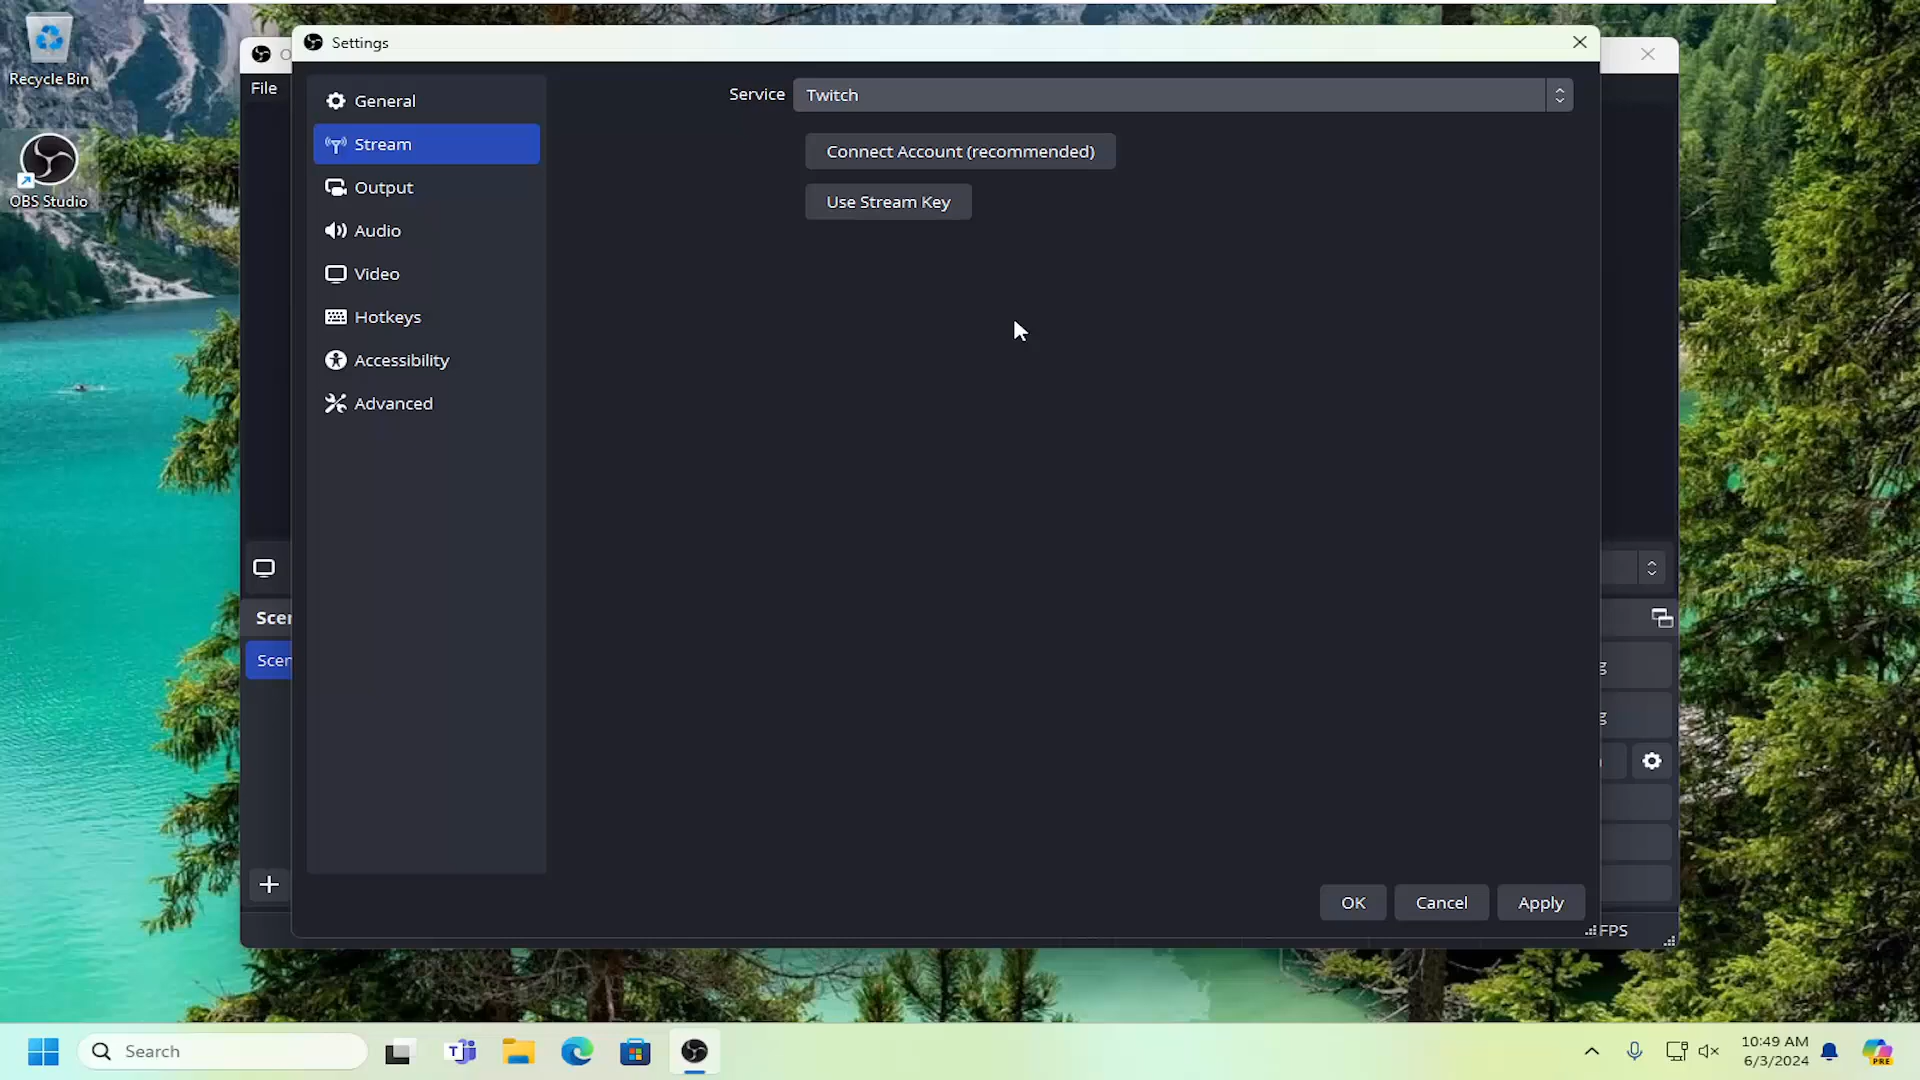 Recycle Bin
OBS Studio
O
File
Settings
General
Stream
Output
Audio
Video
Hotkeys
Accessibility
Advanced
Service
Twitch
Connect Account (recommended)
Use Stream Key
Scen
Scen
g
g
OK
Cancel
Apply
FPS
Search
T
10:49 AM
6/3/2024
PRE